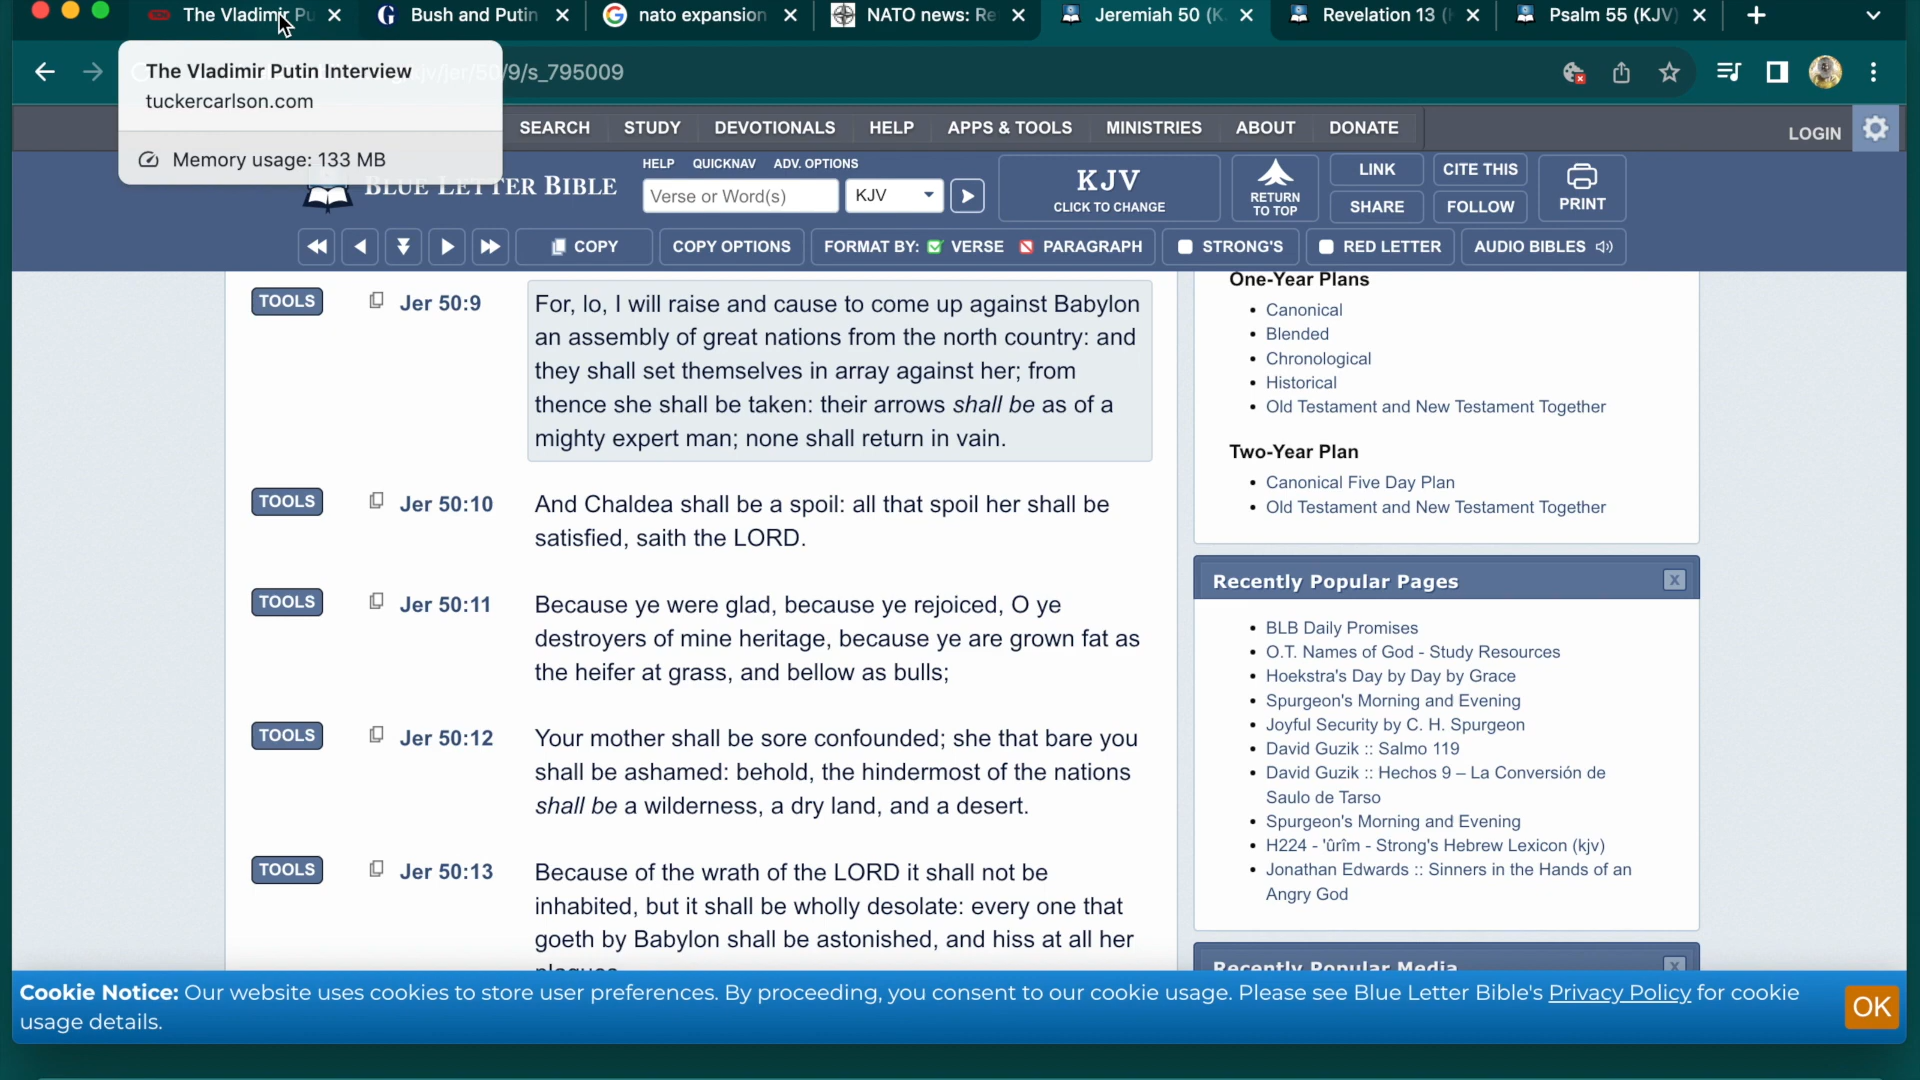 The Vladimir Pu
Bush and Putin
nato expansion
NATO news: Re
Jeremiah 50 (K
Revelation 13 (
Psalm 55 (KJV)
The Vladimir Putin Interview
tuckercarlson.com
Memory usage: 133 MB
/9/s_795009
SEARCH
STUDY
DEVOTIONALS
HELP
APPS & TOOLS
MINISTRIES
ABOUT
DONATE
LOGIN
BLUE LETTER BIBLE
HELP QUICKNAV ADV. OPTIONS
Verse or Word(s)
KJV
KJV
CLICK TO CHANGE
RETURN
TO TOP
LINK
CITE THIS
SHARE
FOLLOW
PRINT
COPY
COPY OPTIONS
FORMAT BY: VERSE PARAGRAPH
STRONG'S
RED LETTER
AUDIO BIBLES
TOOLS
Jer 50:9
For, lo, I will raise and cause to come up against Babylon
an assembly of great nations from the north country: and
they shall set themselves in array against her; from
thence she shall be taken: their arrows shall be as of a
mighty expert man; none shall return in vain.
TOOLS
Jer 50:10
And Chaldea shall be a spoil: all that spoil her shall be
satisfied, saith the LORD.
TOOLS
Jer 50:11
Because ye were glad, because ye rejoiced, O ye
destroyers of mine heritage, because ye are grown fat as
the heifer at grass, and bellow as bulls;
TOOLS
Jer 50:12
Your mother shall be sore confounded; she that bare you
shall be ashamed: behold, the hindermost of the nations
shall be a wilderness, a dry land, and a desert.
TOOLS
Jer 50:13
Because of the wrath of the LORD it shall not be
inhabited, but it shall be wholly desolate: every one that
goeth by Babylon shall be astonished, and hiss at all her
plagues
One-Year Plans
• Canonical
• Blended
• Chronological
• Historical
• Old Testament and New Testament Together
Two-Year Plan
• Canonical Five Day Plan
• Old Testament and New Testament Together
Recently Popular Pages
X
• BLB Daily Promises
• O.T. Names of God - Study Resources
• Hoekstra's Day by Day by Grace
• Spurgeon's Morning and Evening
• Joyful Security by C. H. Spurgeon
• David Guzik :: Salmo 119
• David Guzik :: Hechos 9 – La Conversión de
Saulo de Tarso
• Spurgeon's Morning and Evening
• H224 - 'ûrîm - Strong's Hebrew Lexicon (kjv)
• Jonathan Edwards :: Sinners in the Hands of an
Angry God
Recently Popular Media
X
Cookie Notice: Our website uses cookies to store user preferences. By proceeding, you consent to our cookie usage. Please see Blue Letter Bible's Privacy Policy for cookie
usage details.
OK